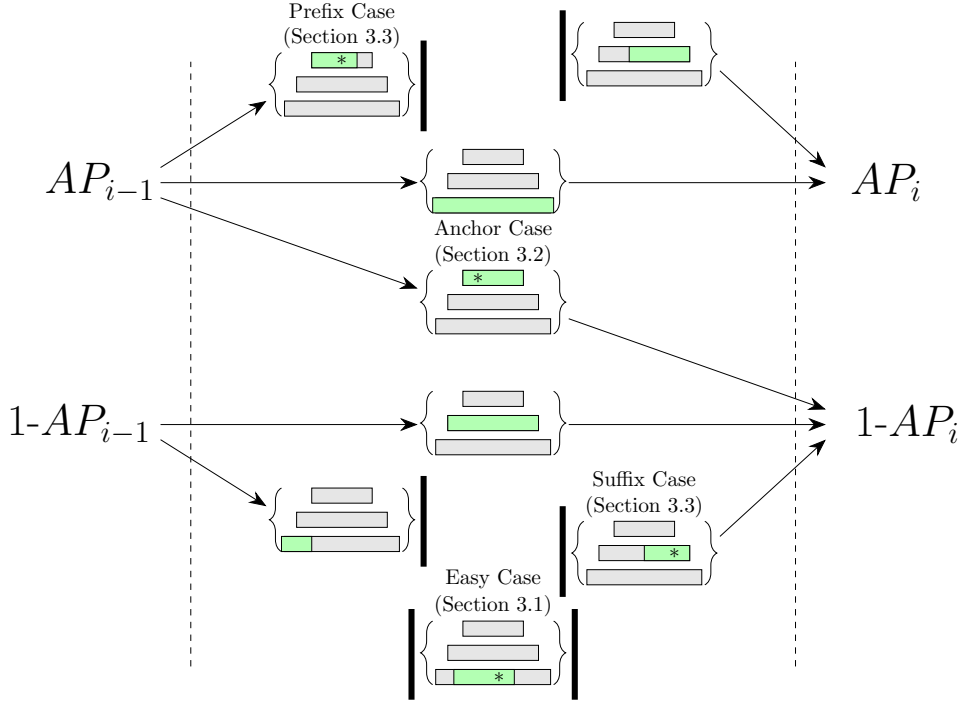 Prefix Case
(Section 3.3)
*
AP_{i−1}
AP_i
Anchor Case
(Section 3.2)
*
1-AP_{i−1}
1-AP_i
Suffix Case
(Section 3.3)
*
Easy Case
(Section 3.1)
*